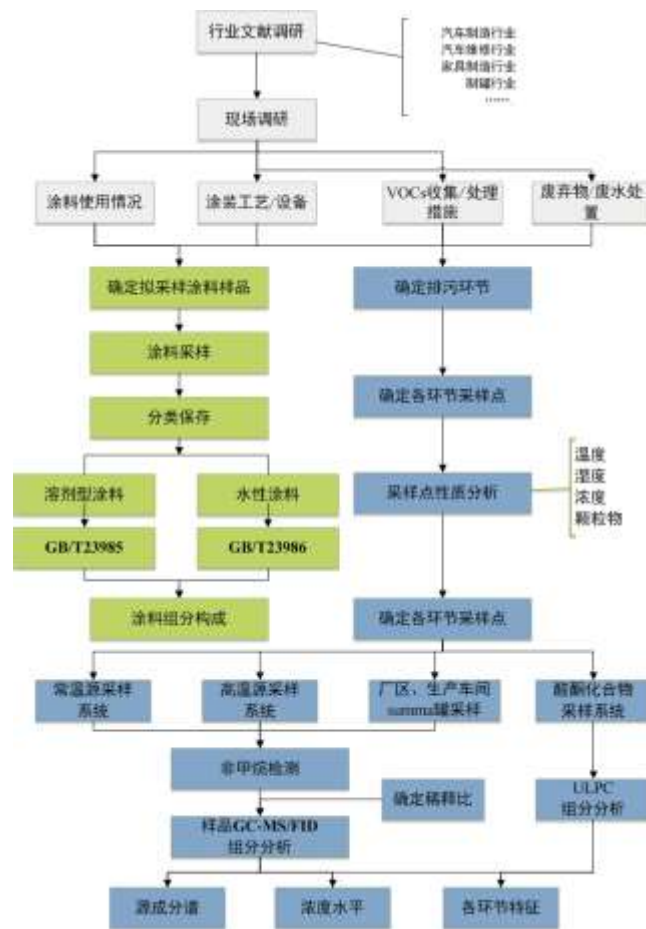 行业文献调研
汽车制造行业
汽车维修行业
家具制造行业
制罐行业
……
现场调研
涂料使用情况
涂装工艺/设备
VOCs收集/处理
措施
废弃物/废水处
置
确定拟采样涂料样品
确定排污环节
涂料采样
确定各环节采样点
分类保存
温度
湿度
浓度
颗粒物
溶剂型涂料
水性涂料
采样点性质分析
GB/T23985
GB/T23986
涂料组分构成
确定各环节采样点
常温源采样
系统
高温源采样
系统
厂区、生产车间
summa罐采样
醛酮化合物
采样系统
非甲烷检测
确定稀释比
ULPC
组分分析
样品GC-MS/FID
组分分析
源成分谱
浓度水平
各环节特征